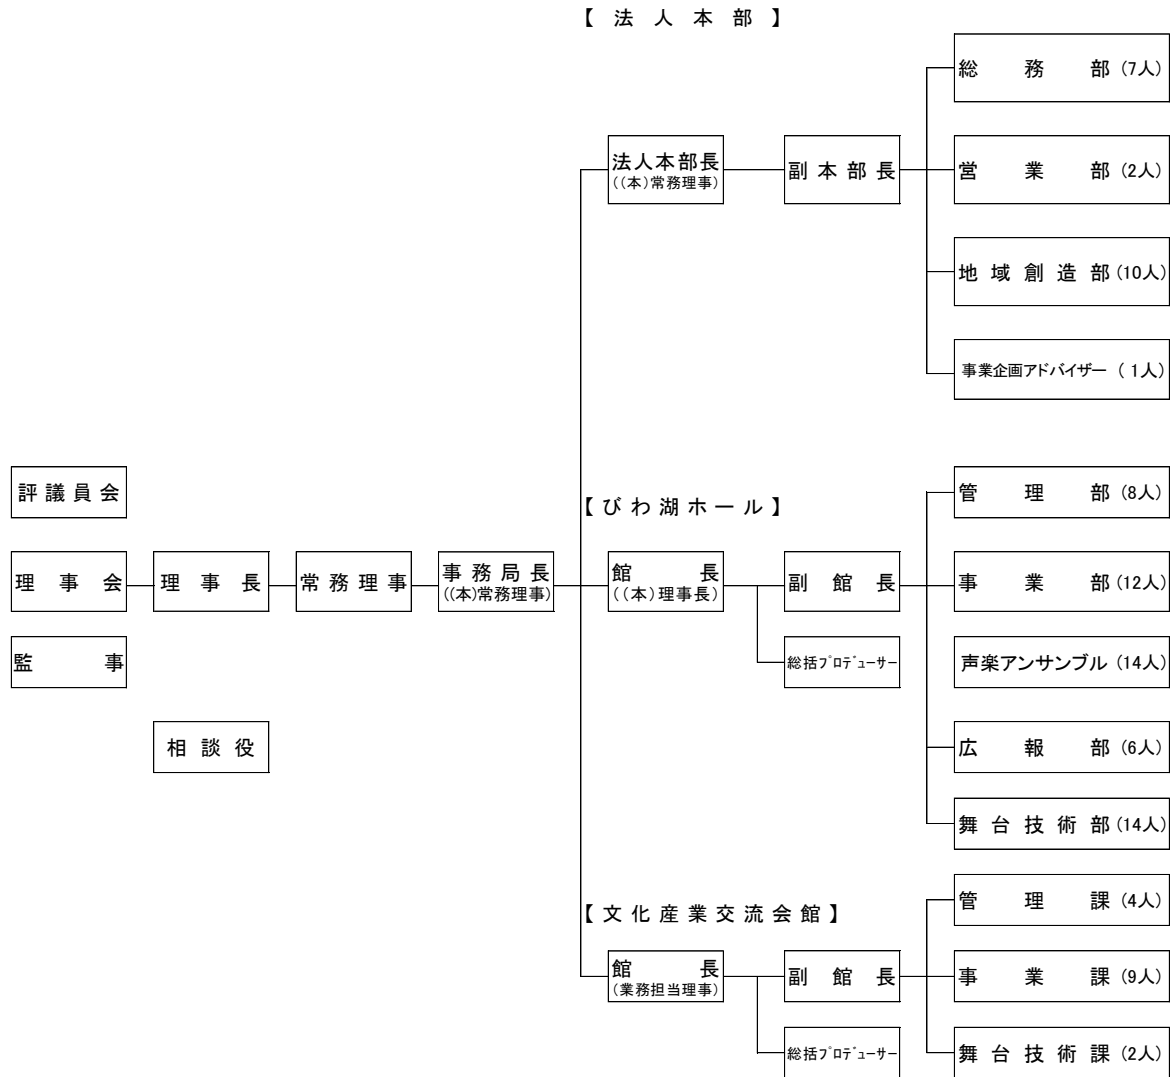 【法人本部】
総務部(7人)
法人本部長
((本)常務理事)
副本部長
営業部(2人)
地域創造部(10人)
事業企画アドバイザー(1人)
評議員会
【びわ湖ホール】
管理部(8人)
理事会
理事長
常務理事
事務局長
((本)常務理事)
館長
((本)理事長)
副館長
事業部(12人)
監事
総括プロデューサー
声楽アンサンブル(14人)
相談役
広報部(6人)
舞台技術部(14人)
【文化産業交流会館】
管理課(4人)
館長
(業務担当理事)
副館長
事業課(9人)
総括プロデューサー
舞台技術課(2人)